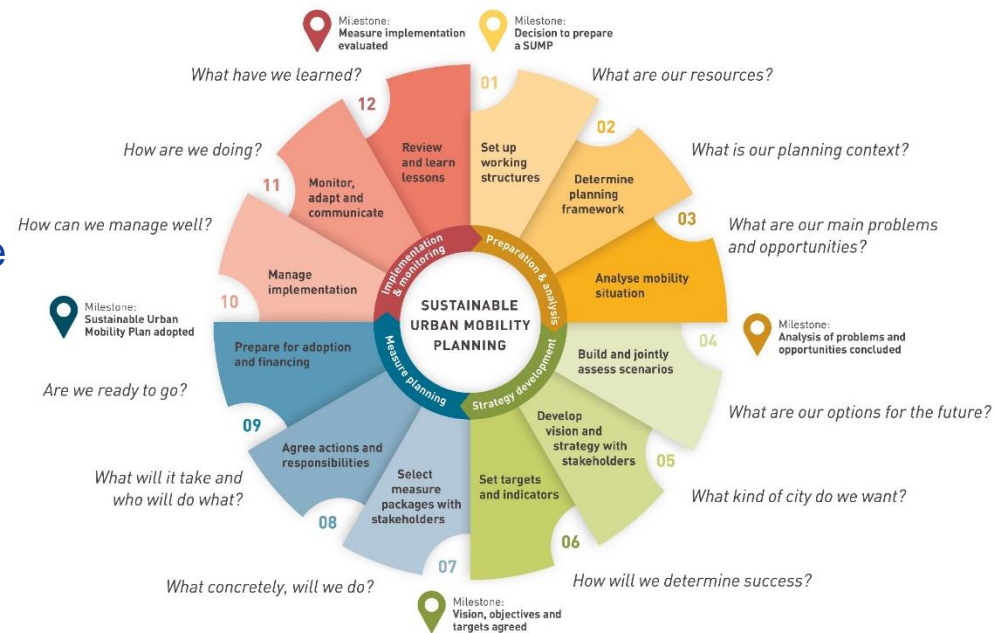 Milestone:
Measure implementation
evaluated
Milestone:
Decision to prepare
a SUMP
What have we learned?
What are our resources?
12
01
Review
and learn
lessons
Set up
working
structures
How are we doing?
02
What is our planning context?
11
Monitor,
adapt and
communicate
Determine
planning
framework
03
How can we manage well?
What are our main problems
and opportunities?
e
10
Manage
implementation
Analyse mobility
situation
Implementation
& monitoring
Preparation & analysis
SUSTAINABLE
URBAN MOBILITY
PLANNING
Measure planning
Strategy development
Milestone:
Sustainable Urban
Mobility Plan adopted
Milestone:
Analysis of problems and
opportunities concluded
Prepare for adoption
and financing
04
Build and jointly
assess scenarios
Are we ready to go?
What are our options for the future?
09
Agree actions and
responsibilities
Develop
vision and
strategy with
stakeholders
05
What will it take and
who will do what?
What kind of city do we want?
08
Select
measure
packages with
stakeholders
Set targets
and indicators
06
07
What concretely, will we do?
How will we determine success?
Milestone:
Vision, objectives and
targets agreed